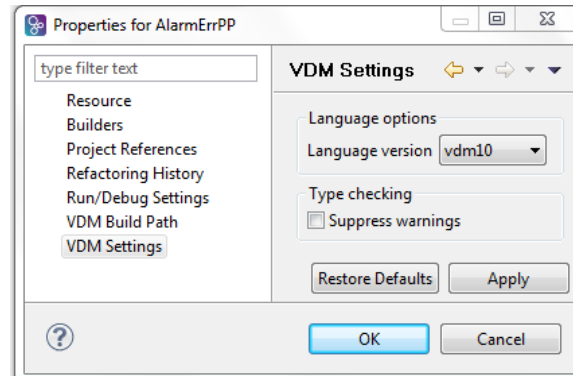 Properties for AlarmErrPP
type filter text
Resource
Builders
Project References
Refactoring History
Run/Debug Settings
VDM Build Path
VDM Settings
VDM Settings
Language options
Language version vdm10
Type checking
Suppress warnings
Restore Defaults Apply
? OK Cancel